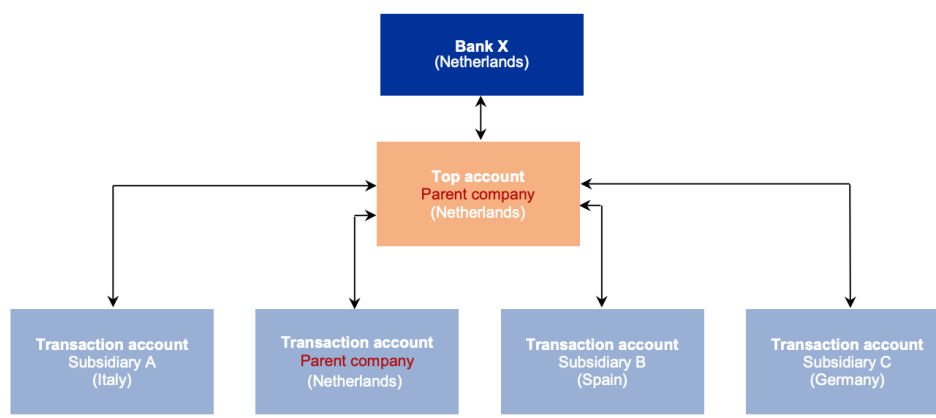 Bank X
(Netherlands)
Top account
Parent company
(Netherlands)
Transaction account
Subsidiary A
(Italy)
Transaction account
Parent company
(Netherlands)
Transaction account
Subsidiary B
(Spain)
Transaction account
Subsidiary C
(Germany)